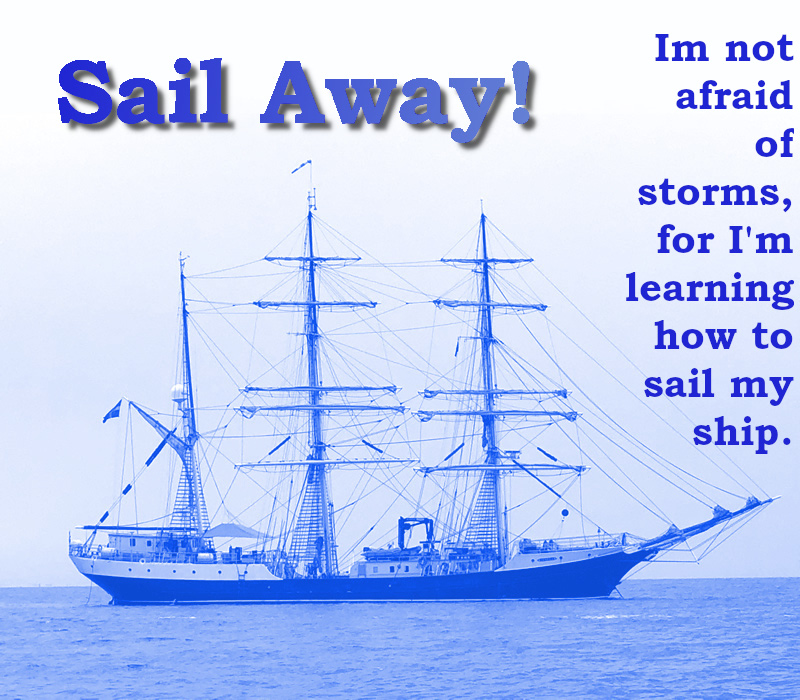 Sail Away!
Im not
afraid
of
storms,
for I'm
learning
how to
sail my
ship.